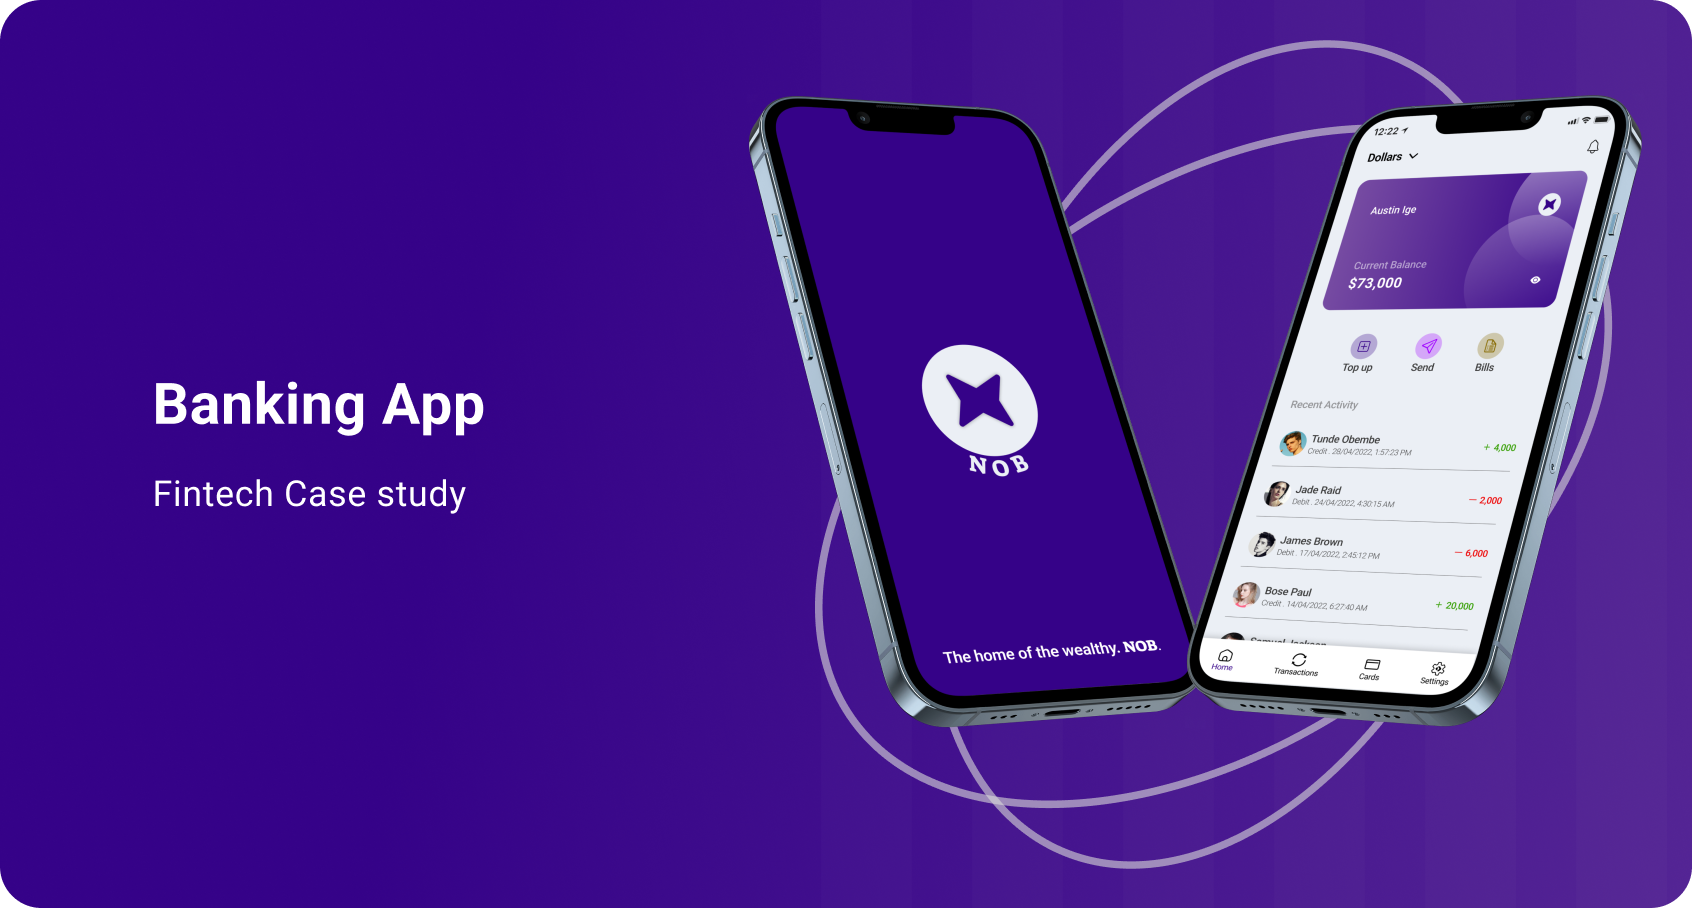 Banking App
Fintech Case study
NOB
The home of the wealthy. NOB.
12:22
Dollars
Austin Ige
Current Balance
$73,000
Top up
Send
Bills
Recent Activity
Tunde Obembe
+ 4,000
Credit . 28/04/2022, 1:57:23 PM
Jade Raid
— 2,000
Debit . 24/04/2022, 4:30:15 AM
James Brown
— 6,000
Debit . 17/04/2022, 2:45:12 PM
Bose Paul
+ 20,000
Credit . 14/04/2022, 6:27:40 AM
Home
Transactions
Cards
Settings